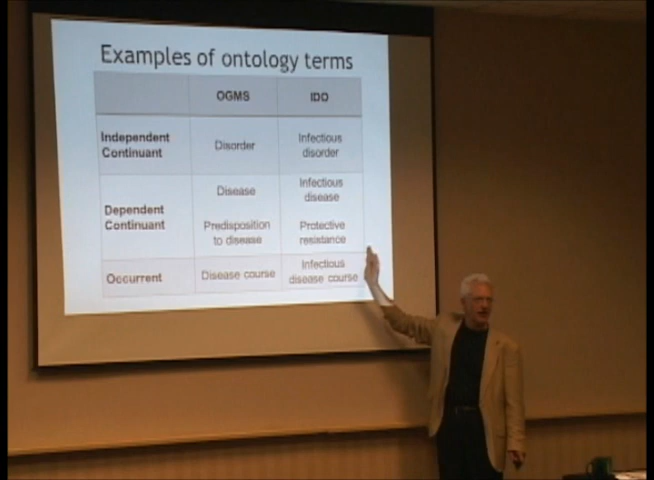 Examples of ontology terms
OGMS IDO
Independent Continuant Disorder Infectious disorder
Dependent Continuant Disease Infectious disease
Predisposition to disease Protective resistance
Occurrent Disease course Infectious disease course